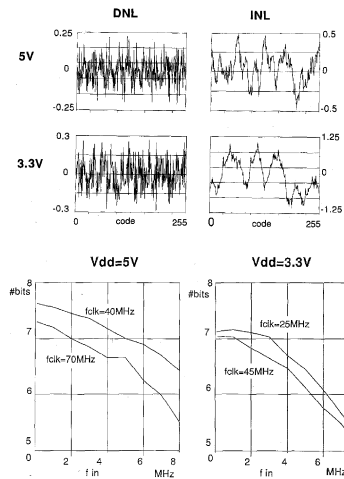 DNL INL
5V
0.25 0.5
0 0
-0.25 -0.5
3.3V
0.3 1.25
0 0
-0.3 -1.25
0 code 255 0 code 255
Vdd=5V Vdd=3.3V
8 8
#bits #bits
fclk=40MHz fclk=25MHz
7 7
fclk=70MHz fclk=45MHz
6 6
5 5
0 2 4 6 8 0 2 4 6 8
f in MHz f in MHz